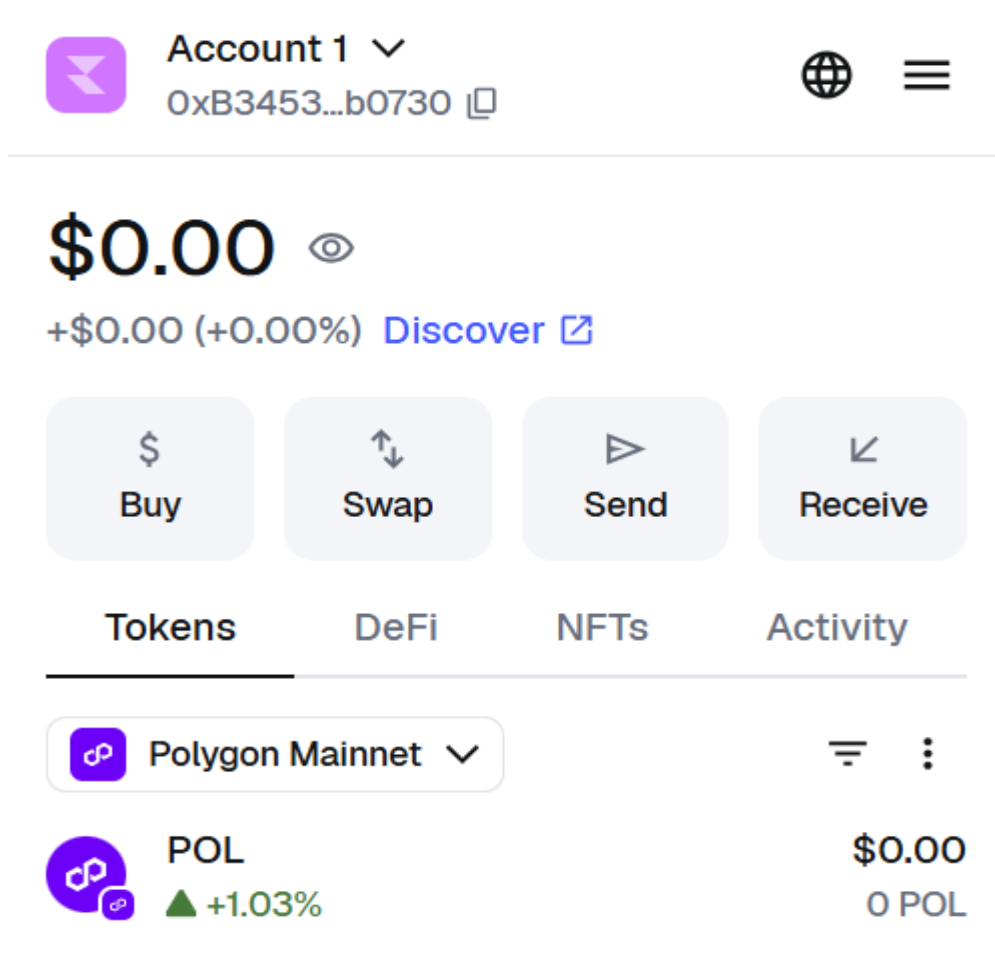 Account 1
0xB3453...b0730
$0.00
+$0.00 (+0.00%) Discover
$
Buy Swap Send Receive
Tokens DeFi NFTs Activity
Polygon Mainnet
POL $0.00
+1.03% 0 POL